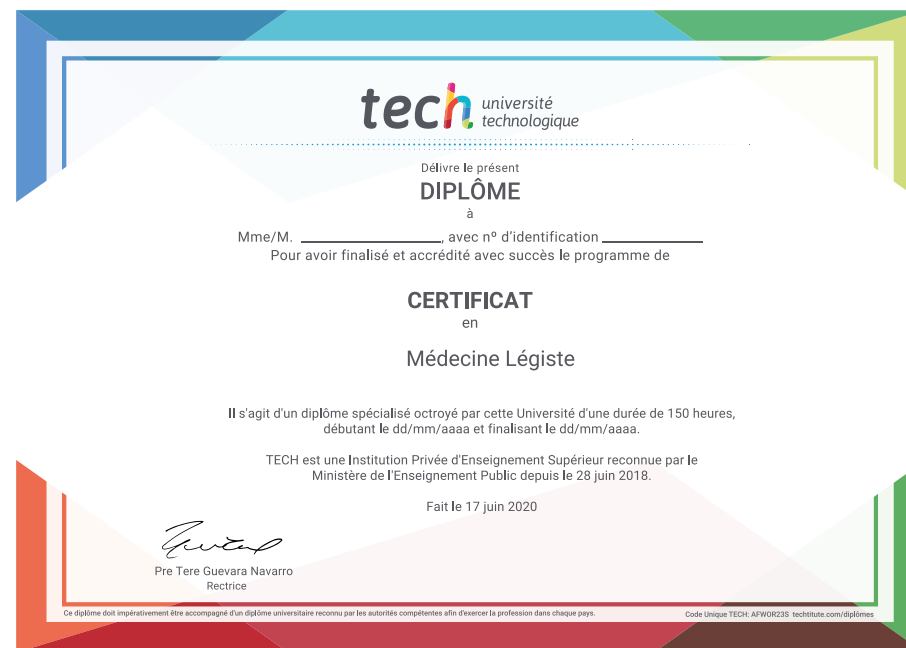 tech université
technologique
Délivre le présent
DIPLÔME
à
Mme/M. ____________________, avec nº d'identification ______________
Pour avoir finalisé et accrédité avec succès le programme de
CERTIFICAT
en
Médecine Légiste
Il s'agit d'un diplôme spécialisé octroyé par cette Université d'une durée de 150 heures,
débutant le dd/mm/aaaa et finalisant le dd/mm/aaaa.
TECH est une Institution Privée d'Enseignement Supérieur reconnue par le
Ministère de l'Enseignement Public depuis le 28 juin 2018.
Fait le 17 juin 2020
Pre Tere Guevara Navarro
Rectrice
Ce diplôme doit impérativement être accompagné d'un diplôme universitaire reconnu par les autorités compétentes afin d'exercer la profession dans chaque pays.
Code Unique TECH: AFWOR23S techtitute.com/diplômes